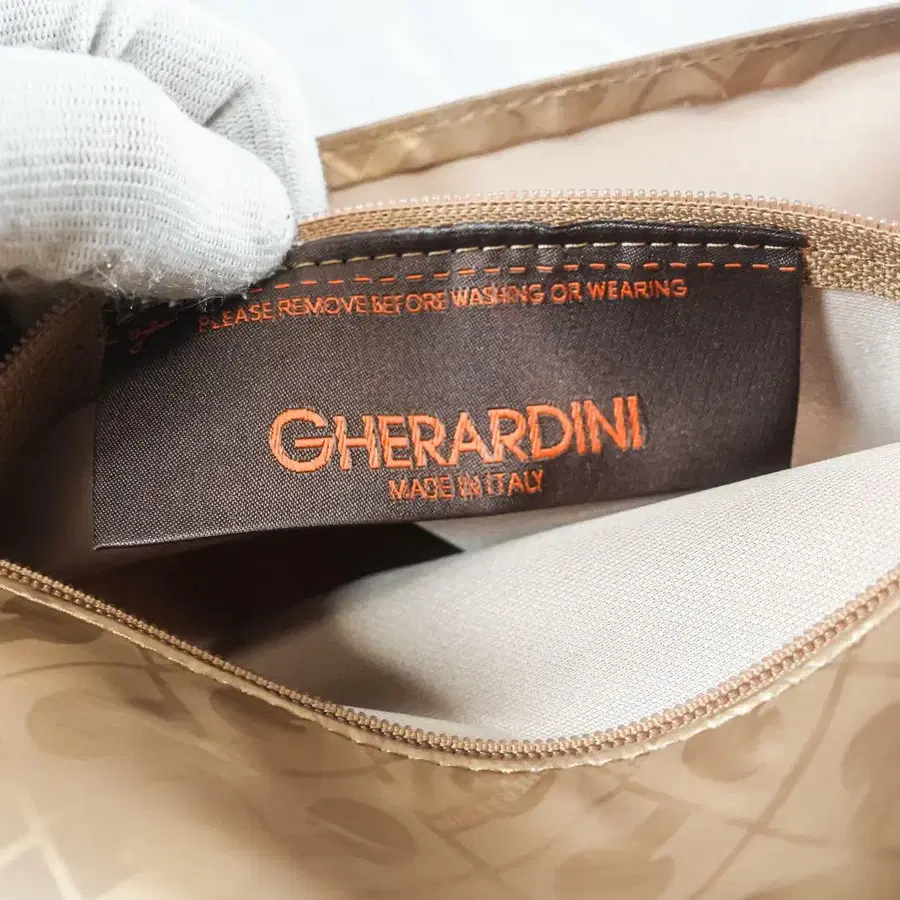 PLEASE REMOVE BEFORE WASHING OR WEARING
GHERARDINI
MADE IN ITALY